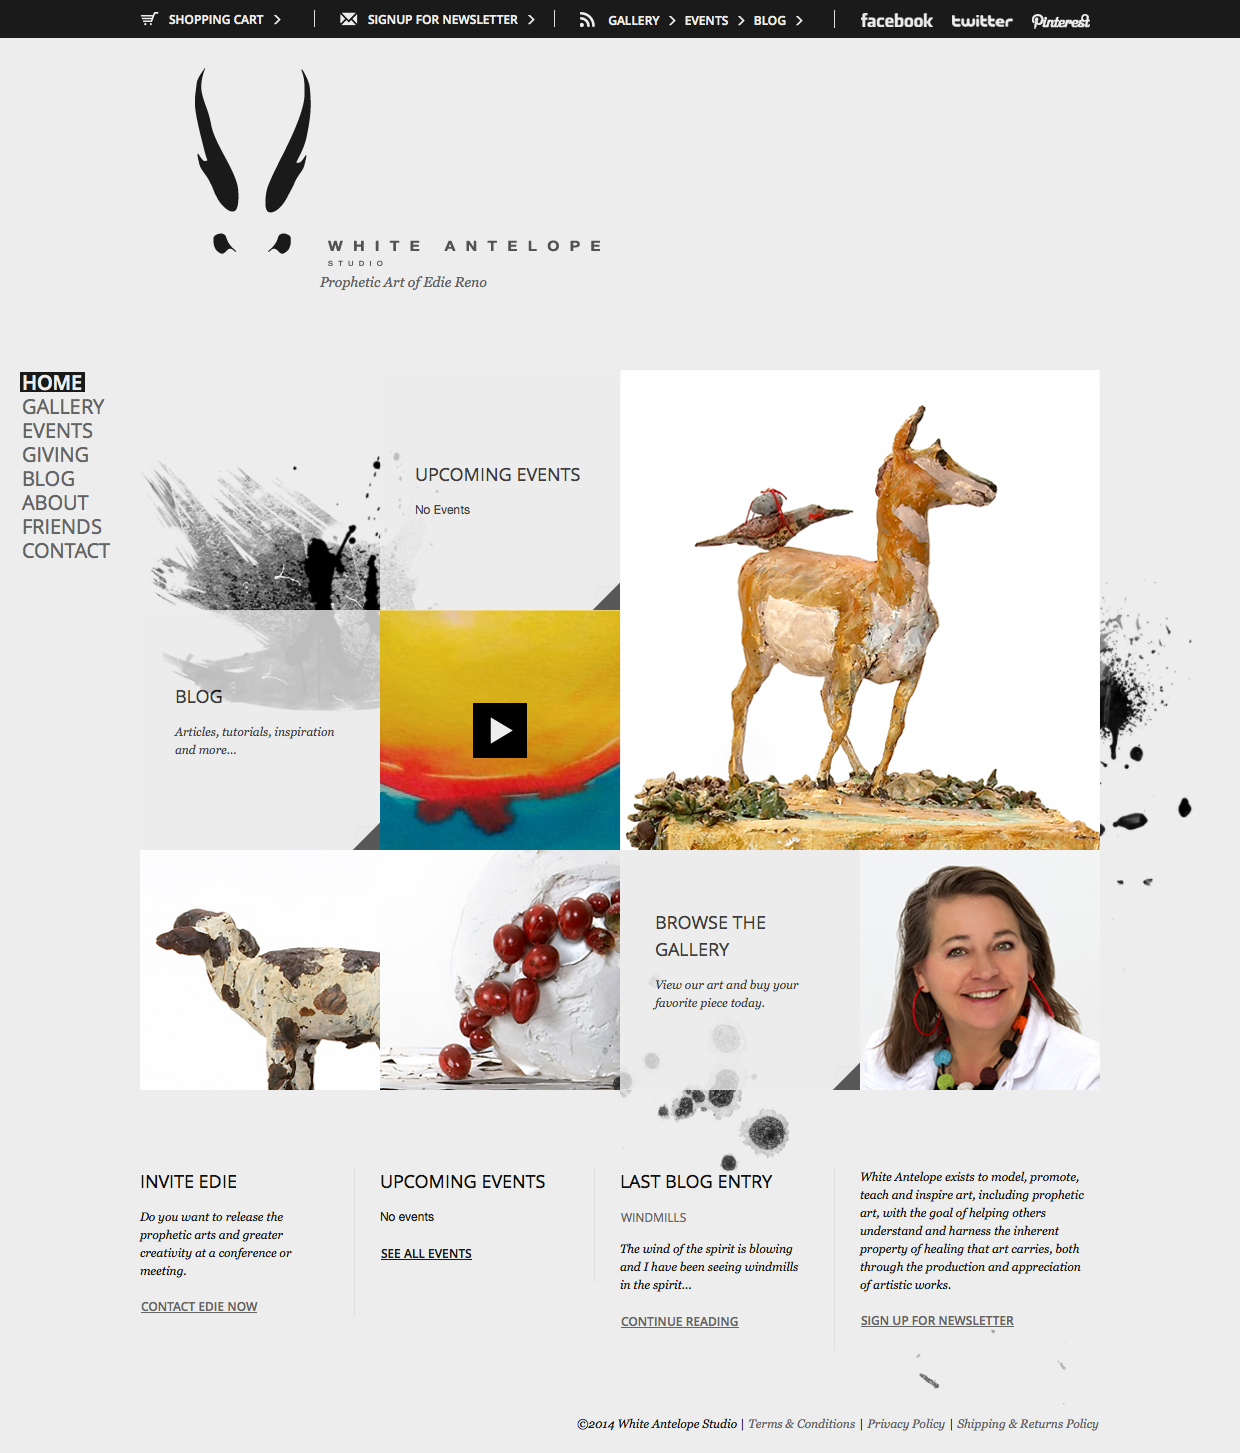 SHOPPING CART
SIGNUP FOR NEWSLETTER
GALLERY EVENTS BLOG
facebook twitter Pinterest
WHITE ANTELOPE
STUDIO
Prophetic Art of Edie Reno
HOME
GALLERY
EVENTS
GIVING
BLOG
ABOUT
FRIENDS
CONTACT
UPCOMING EVENTS
No Events
BLOG
Articles, tutorials, inspiration
and more...
BROWSE THE
GALLERY
View our art and buy your
favorite piece today.
INVITE EDIE
Do you want to release the
prophetic arts and greater
creativity at a conference or
meeting.
CONTACT EDIE NOW
UPCOMING EVENTS
No events
SEE ALL EVENTS
LAST BLOG ENTRY
WINDMILLS
The wind of the spirit is blowing
and I have been seeing windmills
in the spirit...
CONTINUE READING
White Antelope exists to model, promote,
teach and inspire art, including prophetic
art, with the goal of helping others
understand and harness the inherent
property of healing that art carries, both
through the production and appreciation
of artistic works.
SIGN UP FOR NEWSLETTER
©2014 White Antelope Studio | Terms & Conditions | Privacy Policy | Shipping & Returns Policy